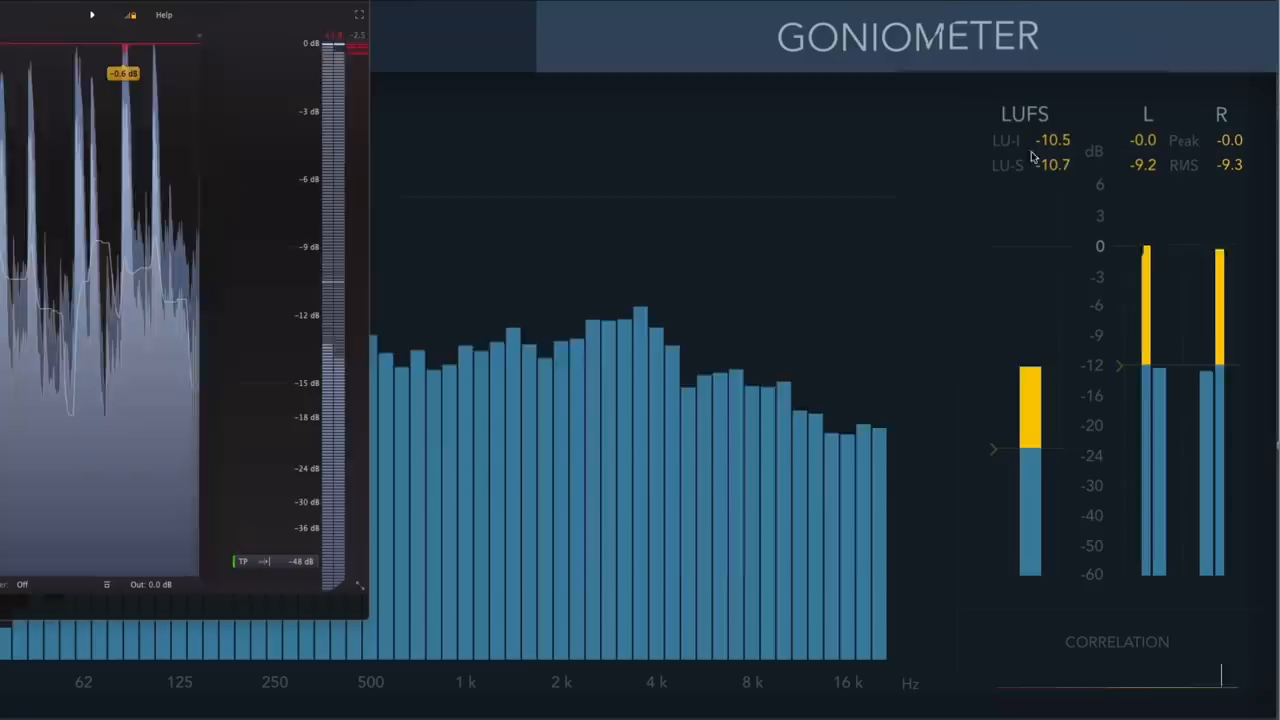 Help
GONIOMETER
-2.5
0 dB
−0.6 dB
−3 dB
−6 dB
−9 dB
−12 dB
−15 dB
−18 dB
−24 dB
−30 dB
−36 dB
TP −48 dB
er: Off
Out: 0.0 dB
LUFS L R
LU-I -10.5 -0.0 Peak -0.0
dB
LU-S -10.7 -9.2 RMS -9.3
6
3
0
-3
-6
-9
-12
-16
-20
-24
-30
-40
-50
-60
CORRELATION
62 125 250 500 1 k 2 k 4 k 8 k 16 k Hz